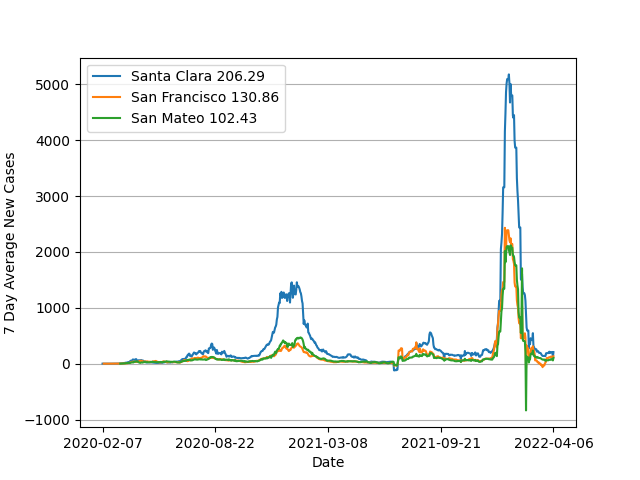 Santa Clara 206.29
San Francisco 130.86
San Mateo 102.43
7 Day Average New Cases
5000
4000
3000
2000
1000
0
−1000
2020-02-07 2020-08-22 2021-03-08 2021-09-21 2022-04-06
Date